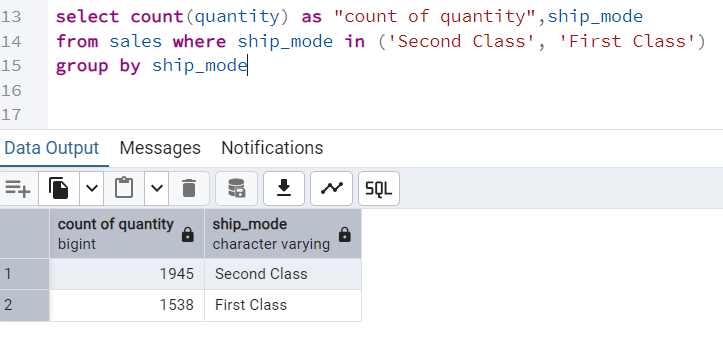 13 select count(quantity) as "count of quantity",ship_mode
14 from sales where ship_mode in ('Second Class', 'First Class')
15 group by ship_mode
16
17
Data Output Messages Notifications
SQL
count of quantity ship_mode
bigint character varying
1 1945 Second Class
2 1538 First Class